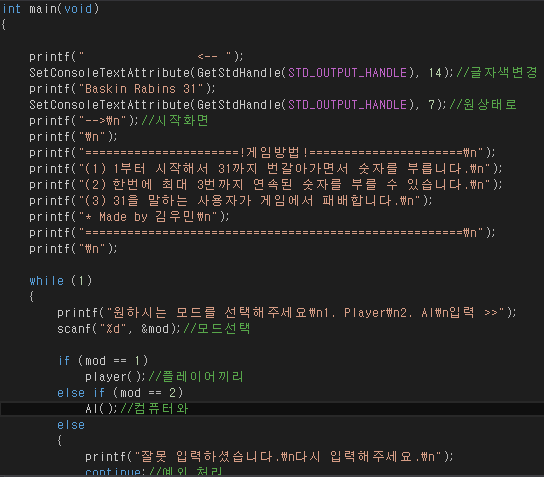 int main(void)
{
printf("                <-- ");
SetConsoleTextAttribute(GetStdHandle(STD_OUTPUT_HANDLE), 14);//글자색변경
printf("Baskin Rabins 31");
SetConsoleTextAttribute(GetStdHandle(STD_OUTPUT_HANDLE), 7);//원상태로
printf("-->\n");//시작화면
printf("\n");
printf("======================!게임방법!======================\n");
printf("(1) 1부터 시작해서 31까지 번갈아가면서 숫자를 부릅니다.\n");
printf("(2) 한번에 최대 3번까지 연속된 숫자를 부를 수 있습니다.\n");
printf("(3) 31을 말하는 사용자가 게임에서 패배합니다.\n");
printf("* Made by 김우민\n");
printf("======================================================\n");
printf("\n");
while (1)
{
printf("원하시는 모드를 선택해주세요\n1. Player\n2. AI\n입력 >>");
scanf("%d", &mod);//모드선택
if (mod == 1)
player();//플레이어끼리
else if (mod == 2)
AI();//컴퓨터와
else
{
printf("잘못 입력하셨습니다.\n다시 입력해주세요.\n");
continue;//예외 처리